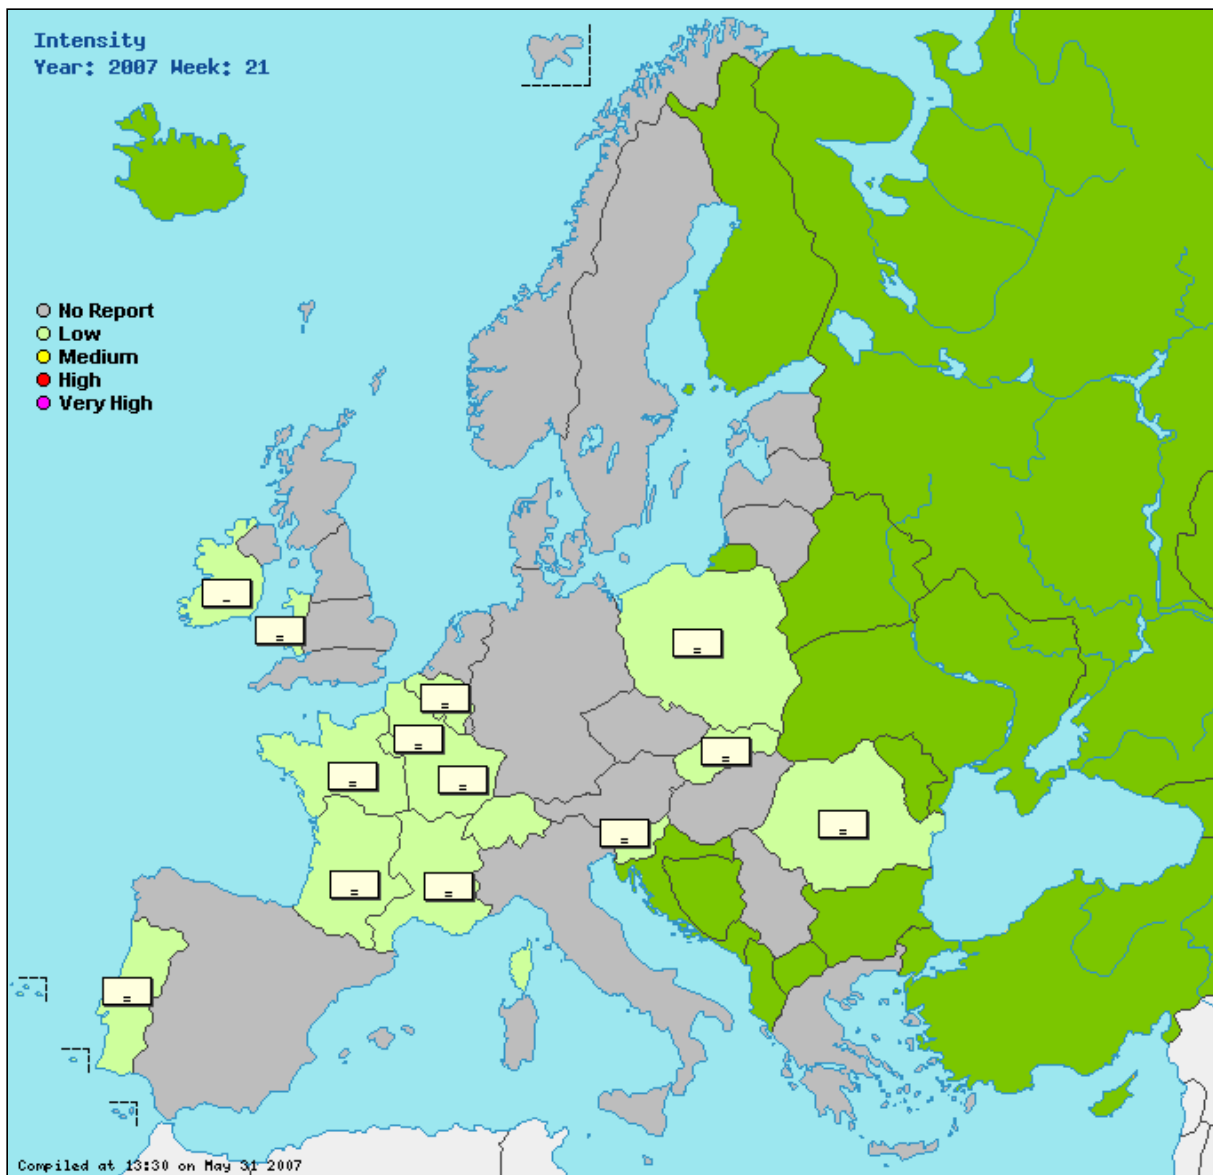 Intensity
Year: 2007 Week: 21
No Report
Low
Medium
High
Very High
-
=
=
=
=
=
=
=
=
=
=
=
=
Compiled at 13:30 on May 31 2007